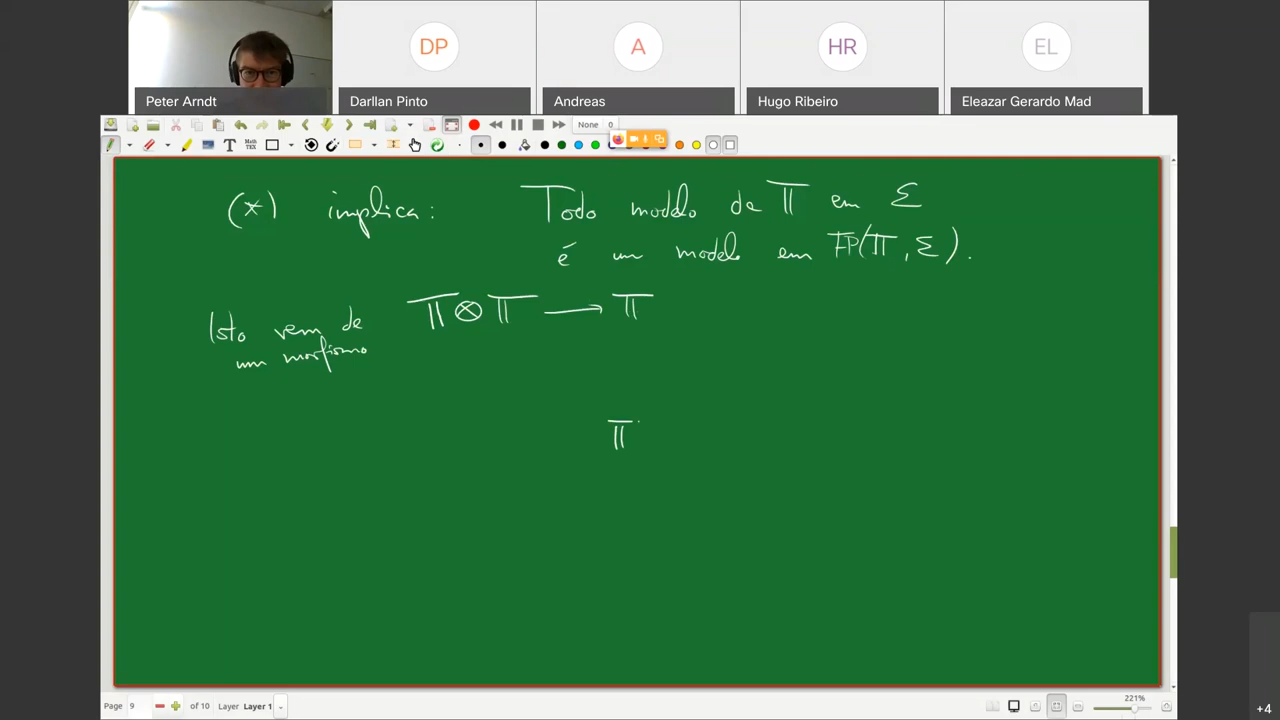 DP
A
HR
EL
Peter Arndt
Darllan Pinto
Andreas
Hugo Ribeiro
Eleazar Gerardo Mad
None 0
T
Math TEX
(*) implica: Todo modelo de 𝕋 em Σ
é um modelo em FP(𝕋, Σ).
Isto vem de
um morfismo
𝕋⊗𝕋 → 𝕋
𝕋
Page 9 of 10 Layer Layer 1
221%
+4